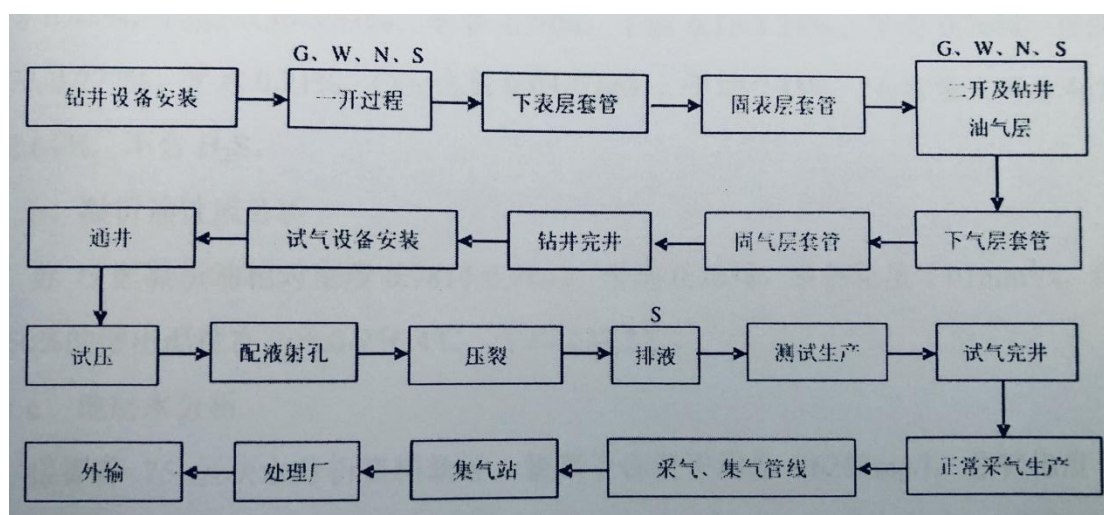 G、W、N、S
G、W、N、S
钻井设备安装
一开过程
下表层套管
固表层套管
二开及钻井
油气层
通井
试气设备安装
钻井完井
固气层套管
下气层套管
S
试压
配液射孔
压裂
排液
测试生产
试气完井
外输
处理厂
集气站
采气、集气管线
正常采气生产